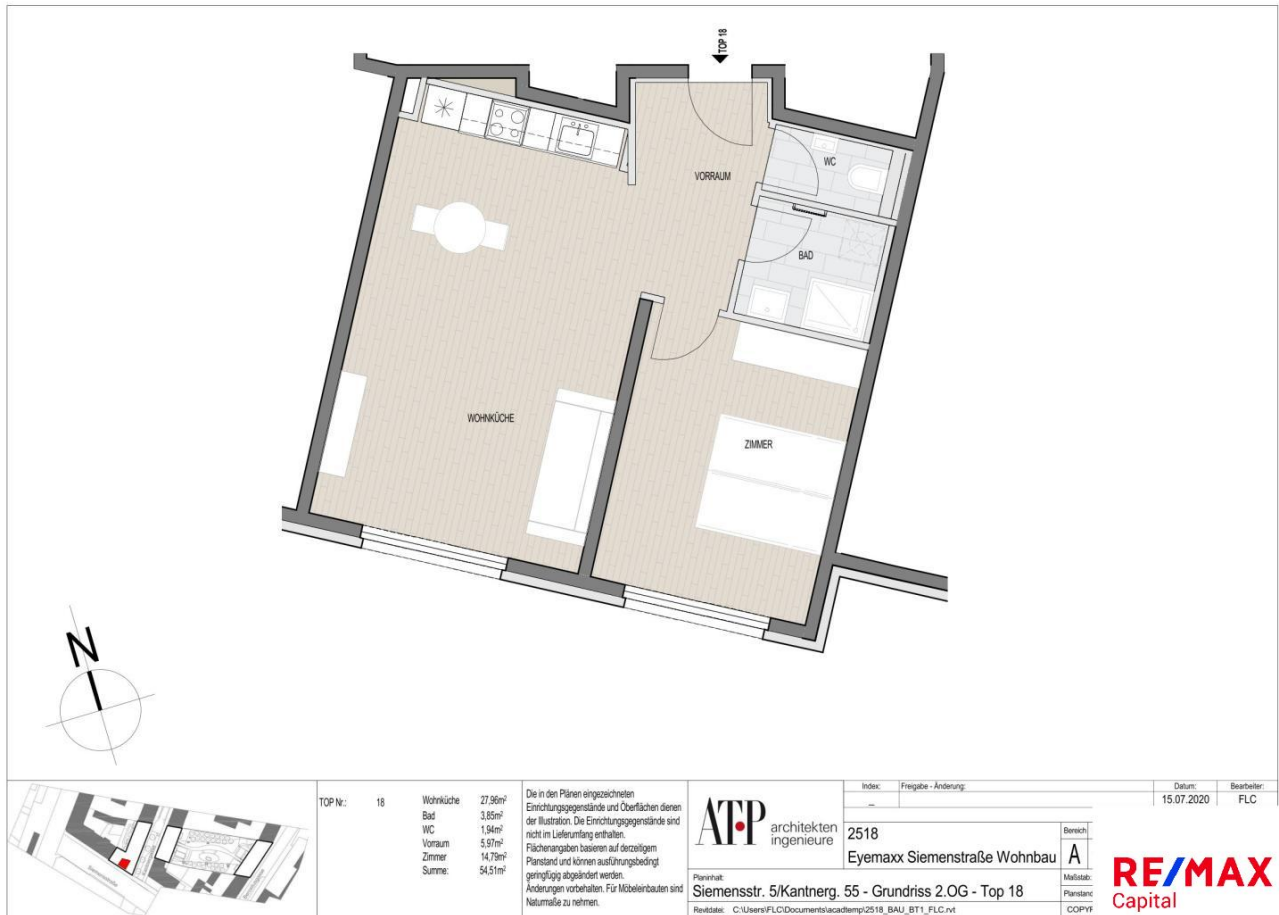 TOP 18
WC
VORRAUM
BAD
WOHNKÜCHE
ZIMMER
N
Siemensstraße
TOP Nr.: 18
Wohnküche 27,96m²
Bad 3,85m²
WC 1,94m²
Vorraum 5,97m²
Zimmer 14,79m²
Summe: 54,51m²
Die in den Plänen eingezeichneten
Einrichtungsgegenstände und Oberflächen dienen
der Illustration. Die Einrichtungsgegenstände sind
nicht im Lieferumfang enthalten.
Flächenangaben basieren auf derzeitigem
Planstand und können ausführungsbedingt
geringfügig abgeändert werden.
Änderungen vorbehalten. Für Möbeleinbauten sind
Naturmaße zu nehmen.
ATP architekten
ingenieure
Index: Freigabe - Änderung: Datum: Bearbeiter:
_ 15.07.2020 FLC
2518
Eyemaxx Siemenstraße Wohnbau
Bereich
A
Planinhalt:
Siemensstr. 5/Kantnerg. 55 - Grundriss 2.OG - Top 18
Maßstab:
Planstand
Revitdatei: C:\Users\FLC\Documents\acadtemp\2518_BAU_BT1_FLC.rvt
RE/MAX
Capital